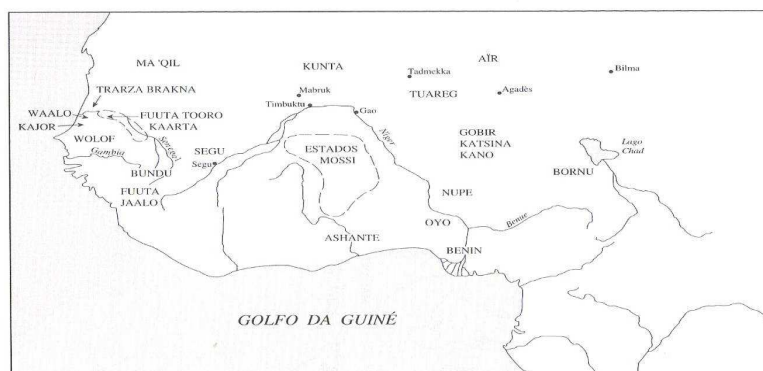 MA 'QIL
KUNTA
AÏR
Tadmekka
Bilma
TRARZA BRAKNA
Mabruk
TUAREG
Agadès
WAALO
FUUTA TOORO
Timbuktu
Gao
KAJOR
KAARTA
WOLOF
Senegal
SEGU
Niger
GOBIR
KATSINA
KANO
Lago
Chad
Gambia
Segu
ESTADOS
MOSSI
BUNDU
BORNU
FUUTA
JAALO
NUPE
OYO
Benue
ASHANTE
BENIN
GOLFO DA GUINÉ